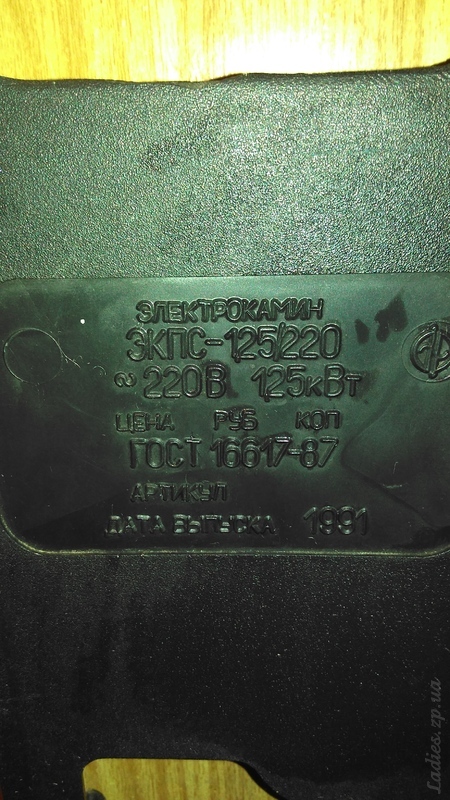 ЭЛЕКТРОКАМИН
ЭКПС-1,25/220
~ 220В 1,25кВт
ЦЕНА РУБ КОП
ГОСТ 16617-87
АРТИКУЛ
ДАТА ВЫПУСКА 1991
Ladies.zp.ua